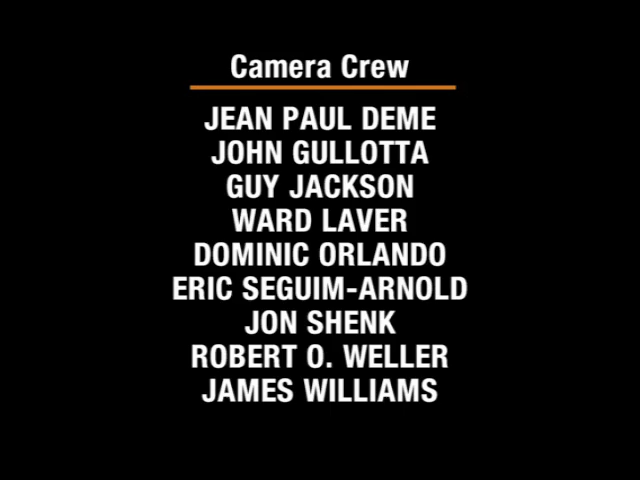 Camera Crew
JEAN PAUL DEME
JOHN GULLOTTA
GUY JACKSON
WARD LAVER
DOMINIC ORLANDO
ERIC SEGUIM-ARNOLD
JON SHENK
ROBERT O. WELLER
JAMES WILLIAMS